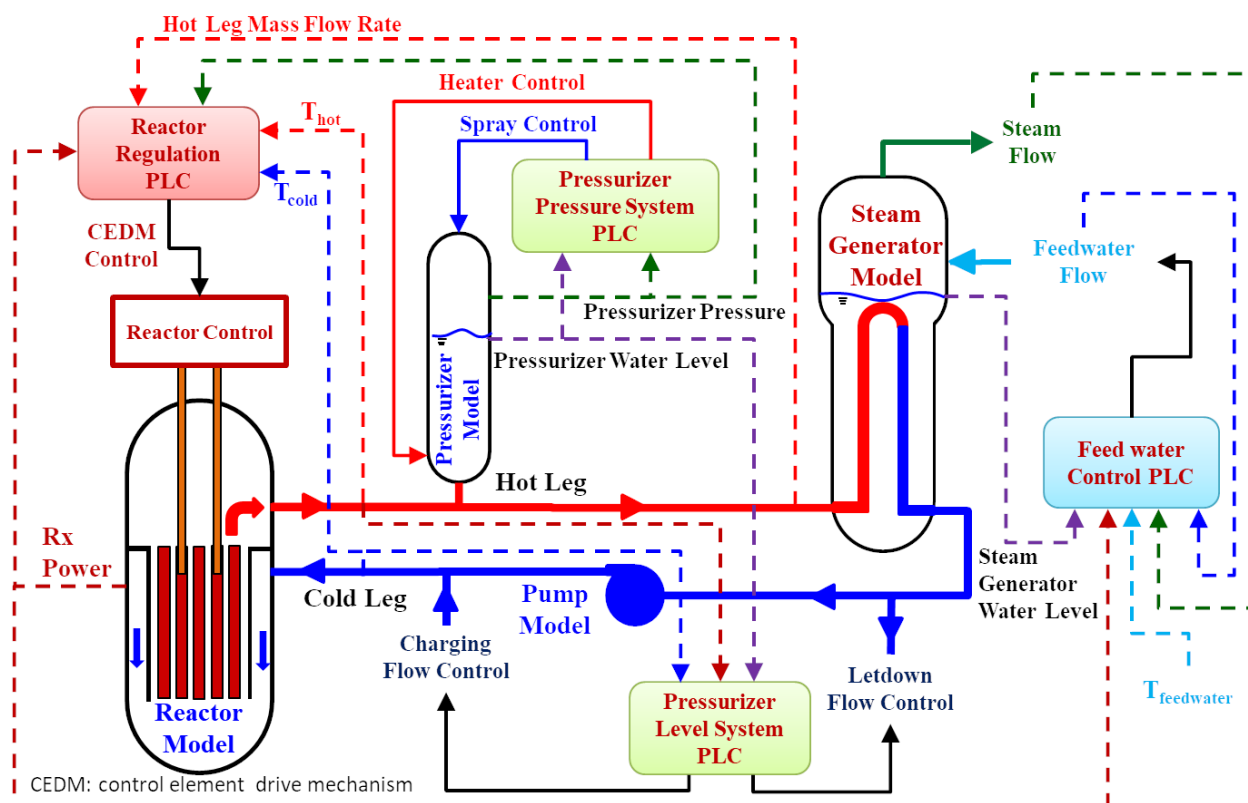 Hot Leg Mass Flow Rate
Heater Control
Spray Control
Reactor
Regulation
PLC
T hot
T cold
CEDM
Control
Reactor Control
Pressurizer
Pressure System
PLC
Steam
Flow
Steam
Generator
Model
Feedwater
Flow
Pressurizer Pressure
Pressurizer Water Level
Pressurizer
Model
Feed water
Control PLC
Hot Leg
Rx
Power
Cold Leg
Pump
Model
Steam
Generator
Water Level
Charging
Flow Control
Letdown
Flow Control
Pressurizer
Level System
PLC
T feedwater
Reactor
Model
CEDM: control element drive mechanism